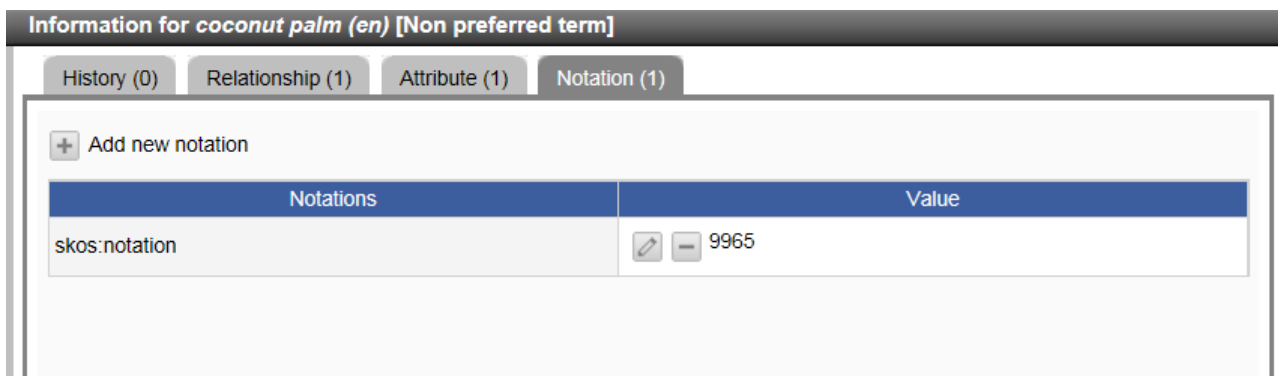 Information for coconut palm (en) [Non preferred term]
History (0) Relationship (1) Attribute (1) Notation (1)
Add new notation
Notations Value
skos:notation 9965